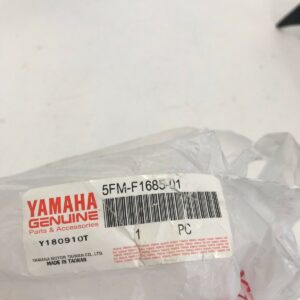 5FM-F1685-01
YAMAHA
GENUINE
Parts & Accessories
1 PC
Y180910T
YAMAHA MOTOR TAIWAN CO., LTD.
MADE IN TAIWAN